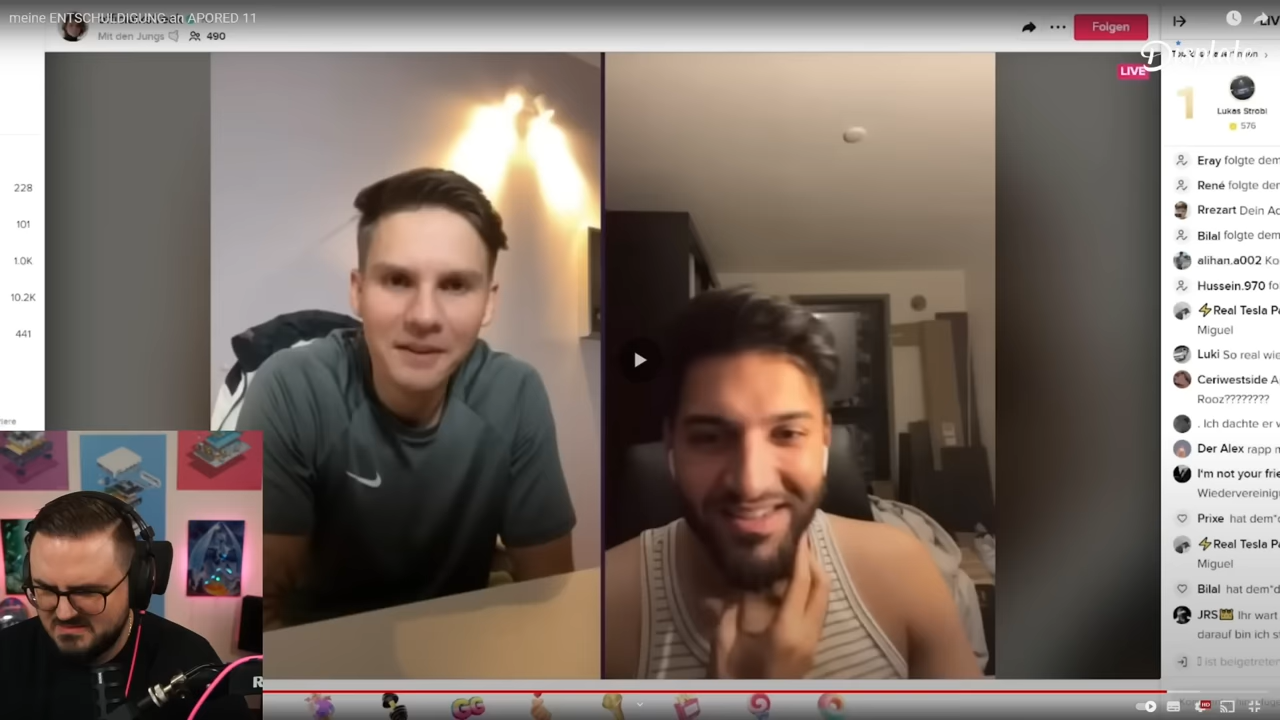 meine ENTSCHULDIGUNG an APORED 11
Mit den Jungs 490
Folgen
LIVE
1
Lukas Strobl
576
228
101
1.0K
10.2K
441
Eray folgte dem
René folgte der
Rrezart Dein Ac
Bilal folgte dem
alihan.a002 Ko
Hussein.970 fo
⚡Real Tesla Pa
Miguel
Luki So real wie
Ceriwestside A
Rooz????????
. Ich dachte er w
Der Alex rapp m
I'm not your frie
Wiedervereinig
Prixe hat dem*
⚡Real Tesla Pa
Miguel
Bilal hat dem*d
JRS Ihr wart
darauf bin ich s
ist beigetreten
GG
HD